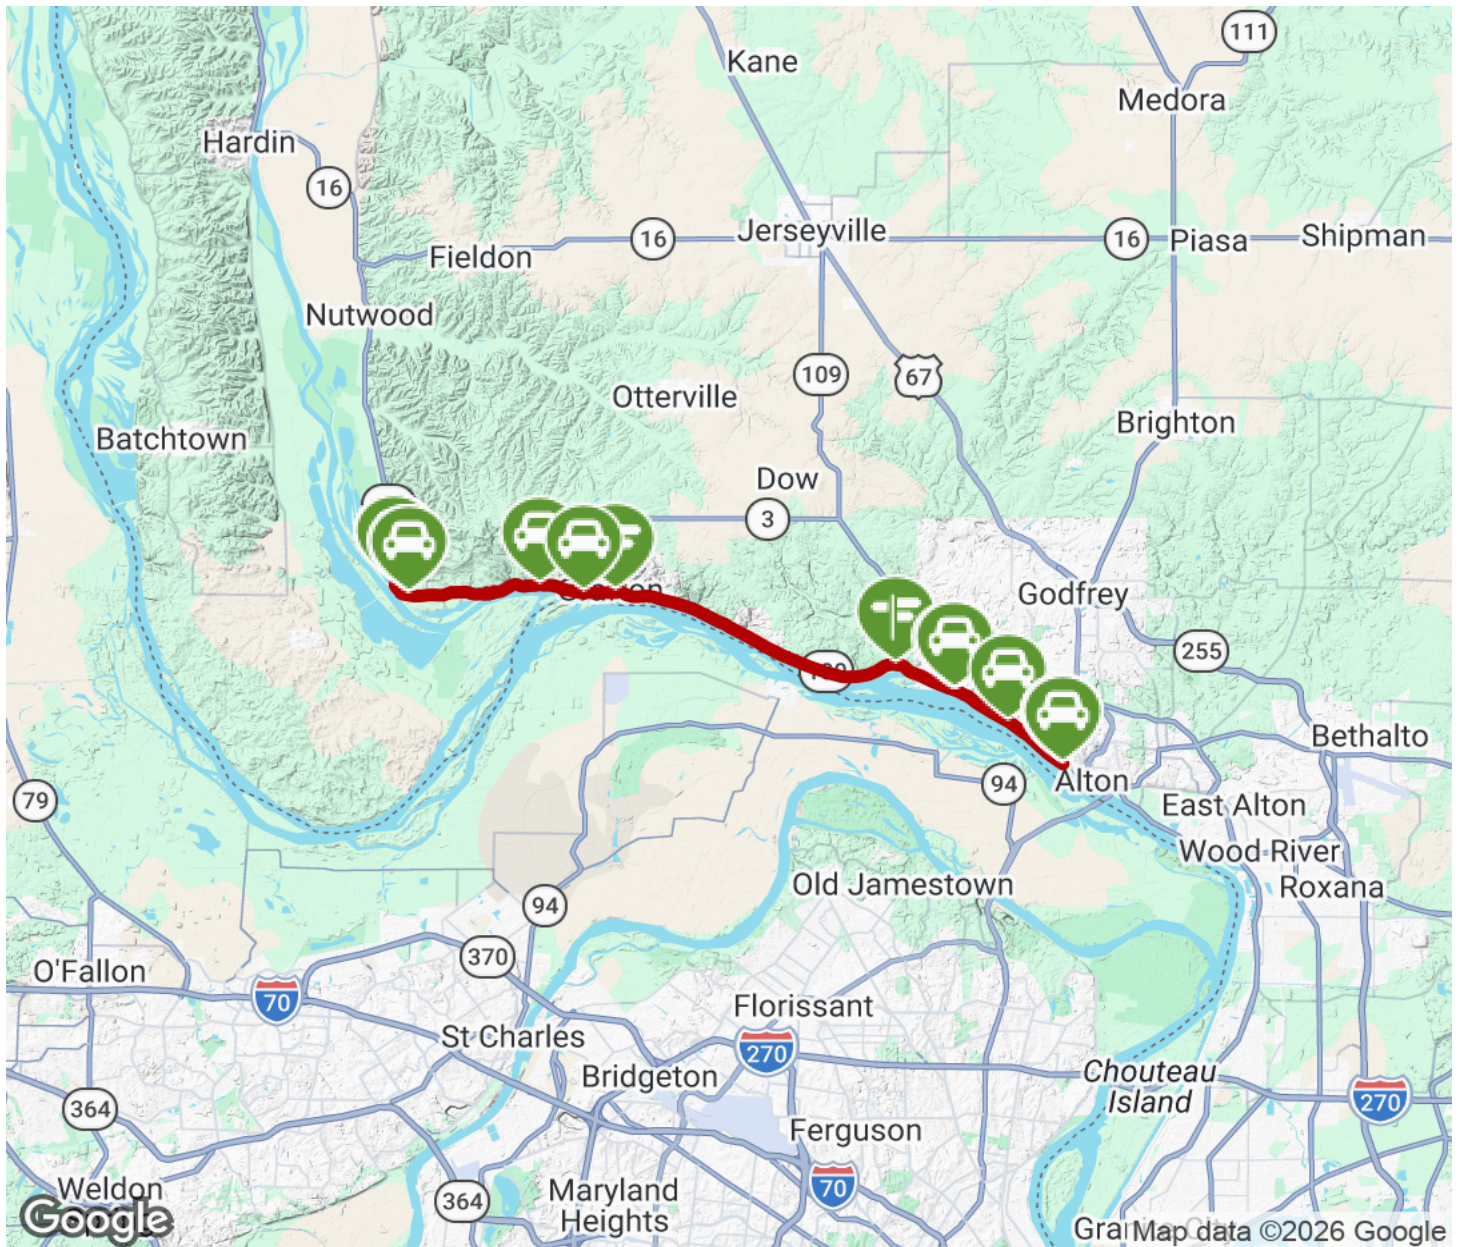 111
Kane
Medora
Hardin
16
Jerseyville
16
16
Piasa
Shipman
Fieldon
Nutwood
109
67
Otterville
Brighton
Batchtown
Dow
3
Godfrey
255
Bethalto
94
Alton
79
East Alton
Wood River
Old Jamestown
Roxana
94
370
O'Fallon
70
Florissant
St Charles
270
Bridgeton
Chouteau
Island
270
364
Ferguson
70
Weldon
364
Maryland
Heights
Google
Map data ©2026 Google